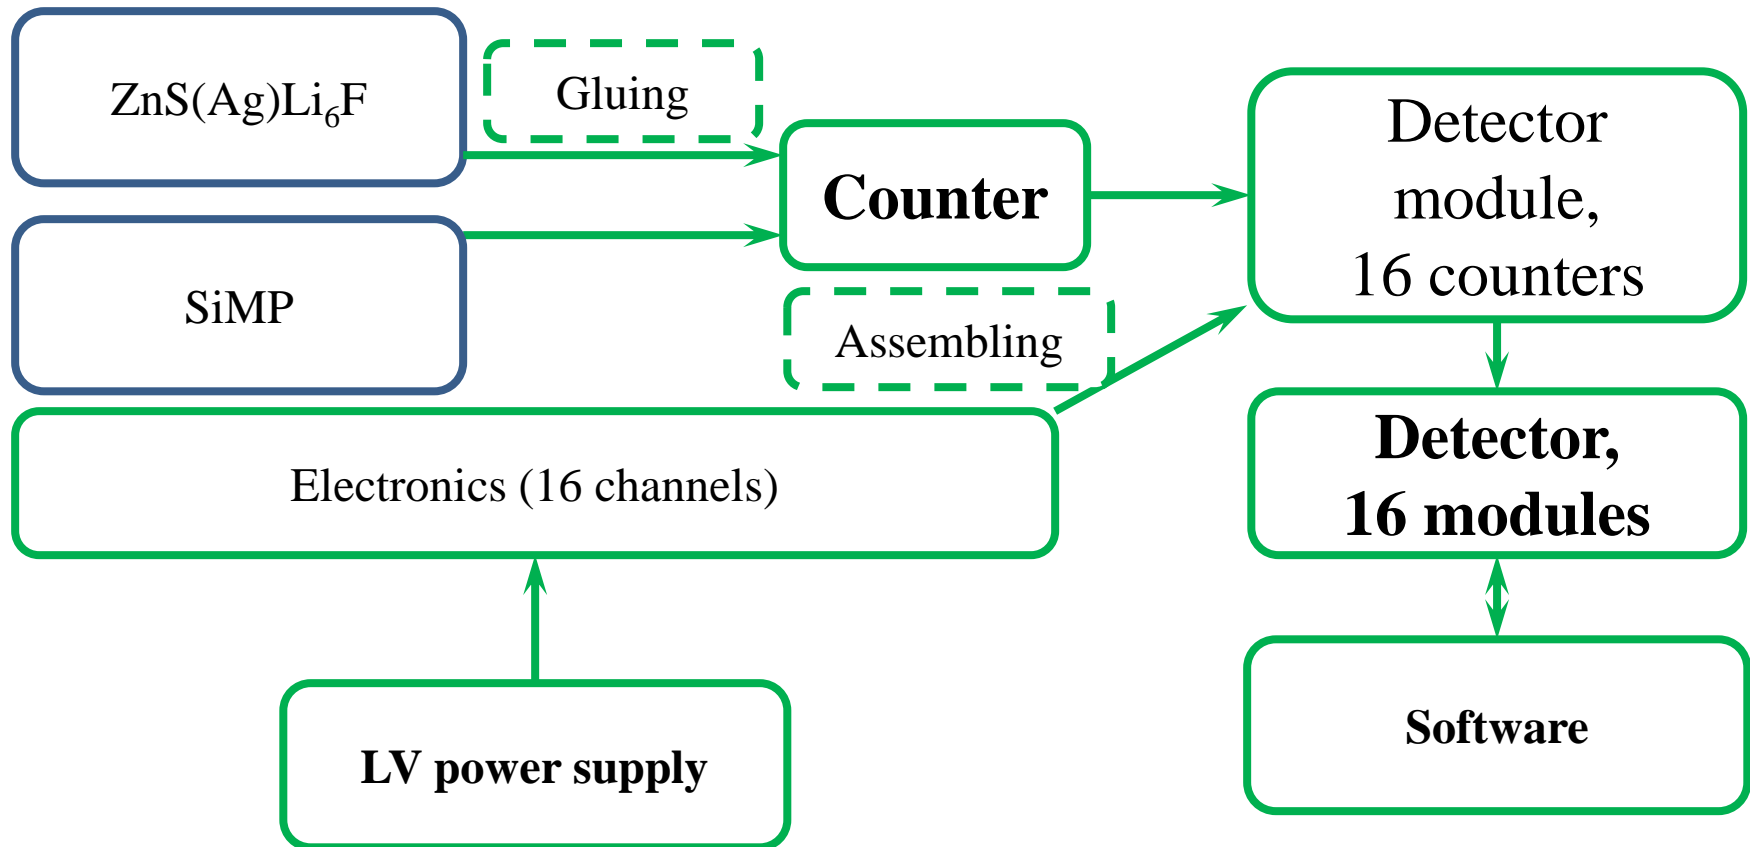 ZnS(Ag)Li₆F
Gluing
SiMP
Counter
Assembling
Electronics (16 channels)
LV power supply
Detector
module,
16 counters
Detector,
16 modules
Software